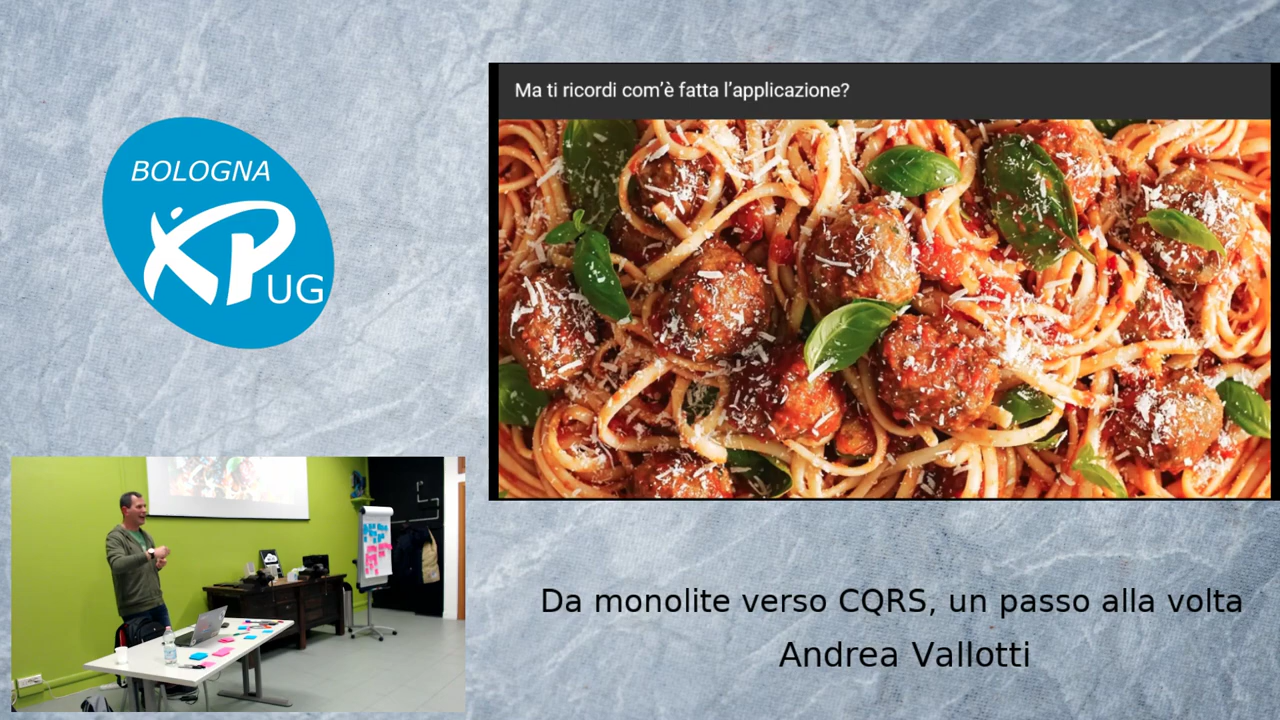 BOLOGNA
XP
UG
Ma ti ricordi com'è fatta l'applicazione?
Da monolite verso CQRS, un passo alla volta
Andrea Vallotti